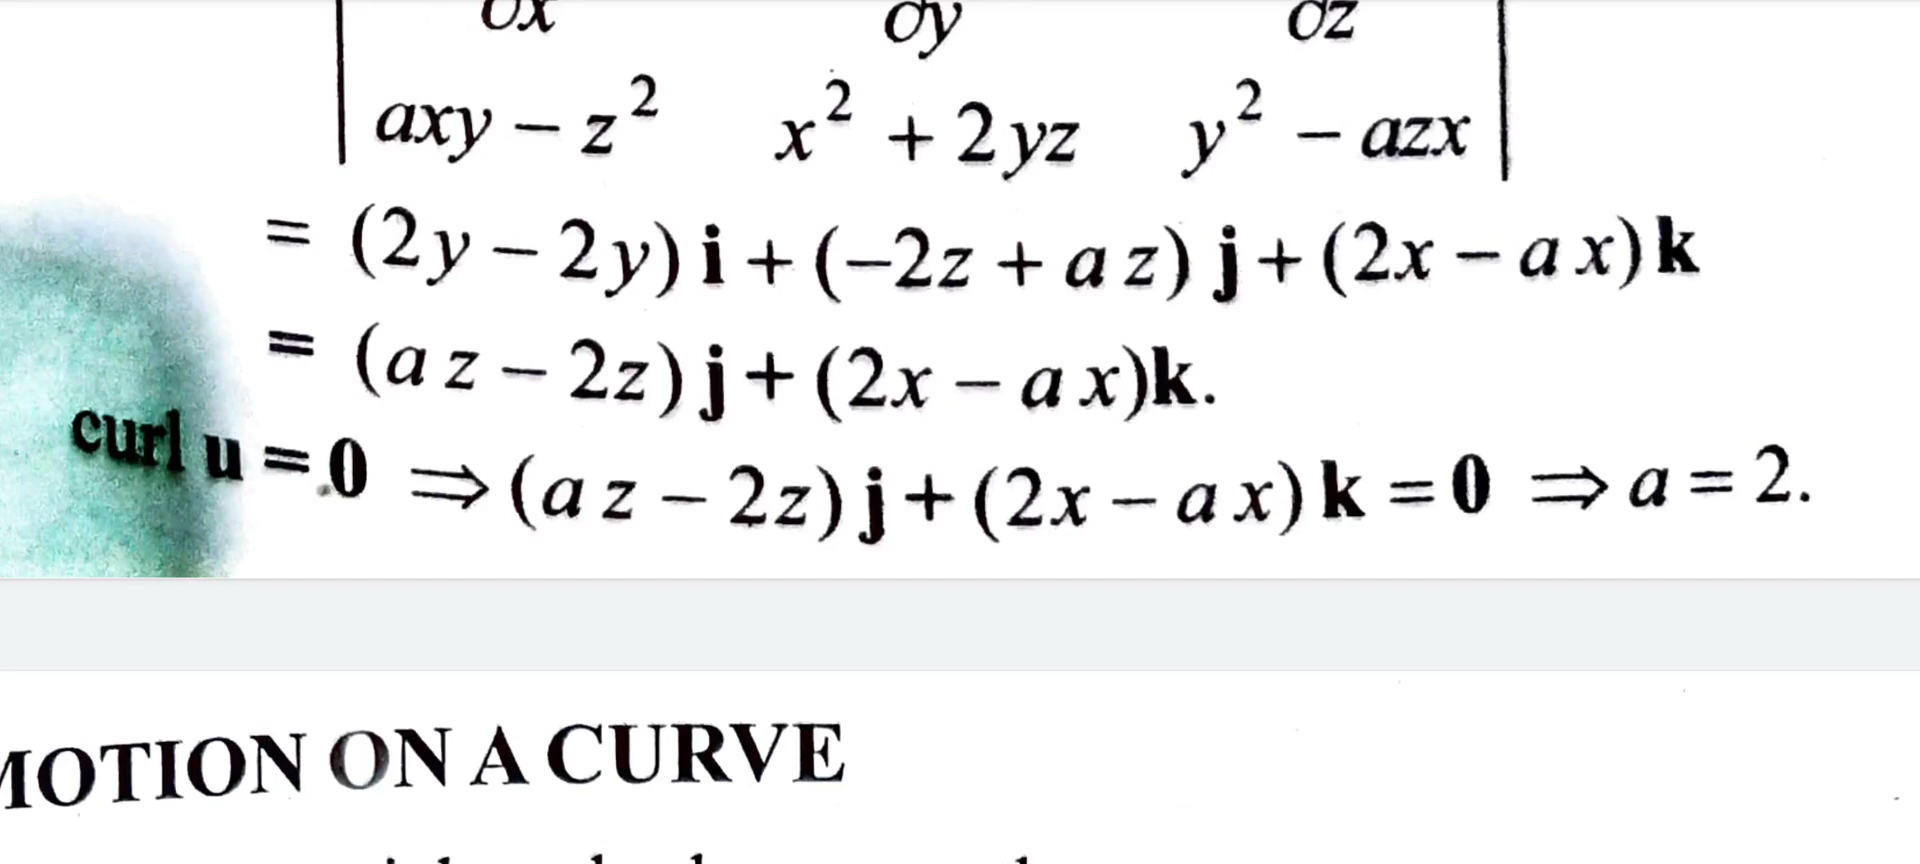 ∂x ∂y ∂z
axy − z² x² + 2yz y² − azx
= (2y − 2y) i + (−2z + a z) j + (2x − a x) k
= (a z − 2z) j + (2x − a x)k.
curl u = 0 ⇒ (a z − 2z) j + (2x − a x) k = 0 ⇒ a = 2.
MOTION ON A CURVE